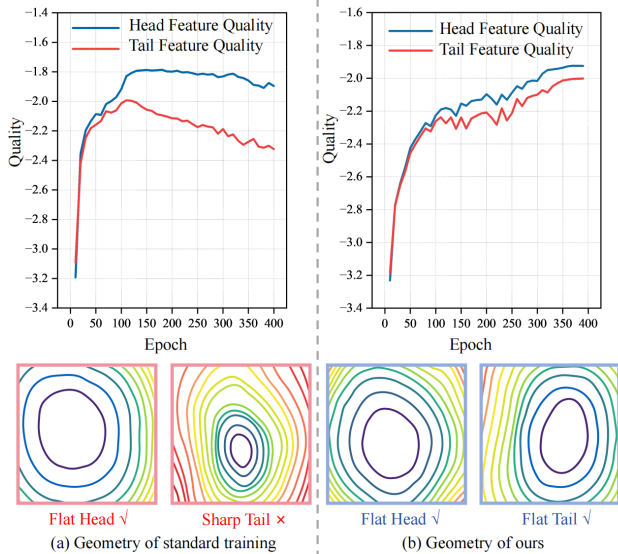 −1.4
−1.6
−1.8
−2.0
−2.2
−2.4
−2.6
−2.8
−3.0
−3.2
−3.4
Quality
Head Feature Quality
Tail Feature Quality
0 50 100 150 200 250 300 350 400
Epoch
Flat Head √
Sharp Tail ×
(a) Geometry of standard training
−1.6
−1.8
−2.0
−2.2
−2.4
−2.6
−2.8
−3.0
−3.2
−3.4
Quality
Head Feature Quality
Tail Feature Quality
0 50 100 150 200 250 300 350 400
Epoch
Flat Head √
Flat Tail √
(b) Geometry of ours